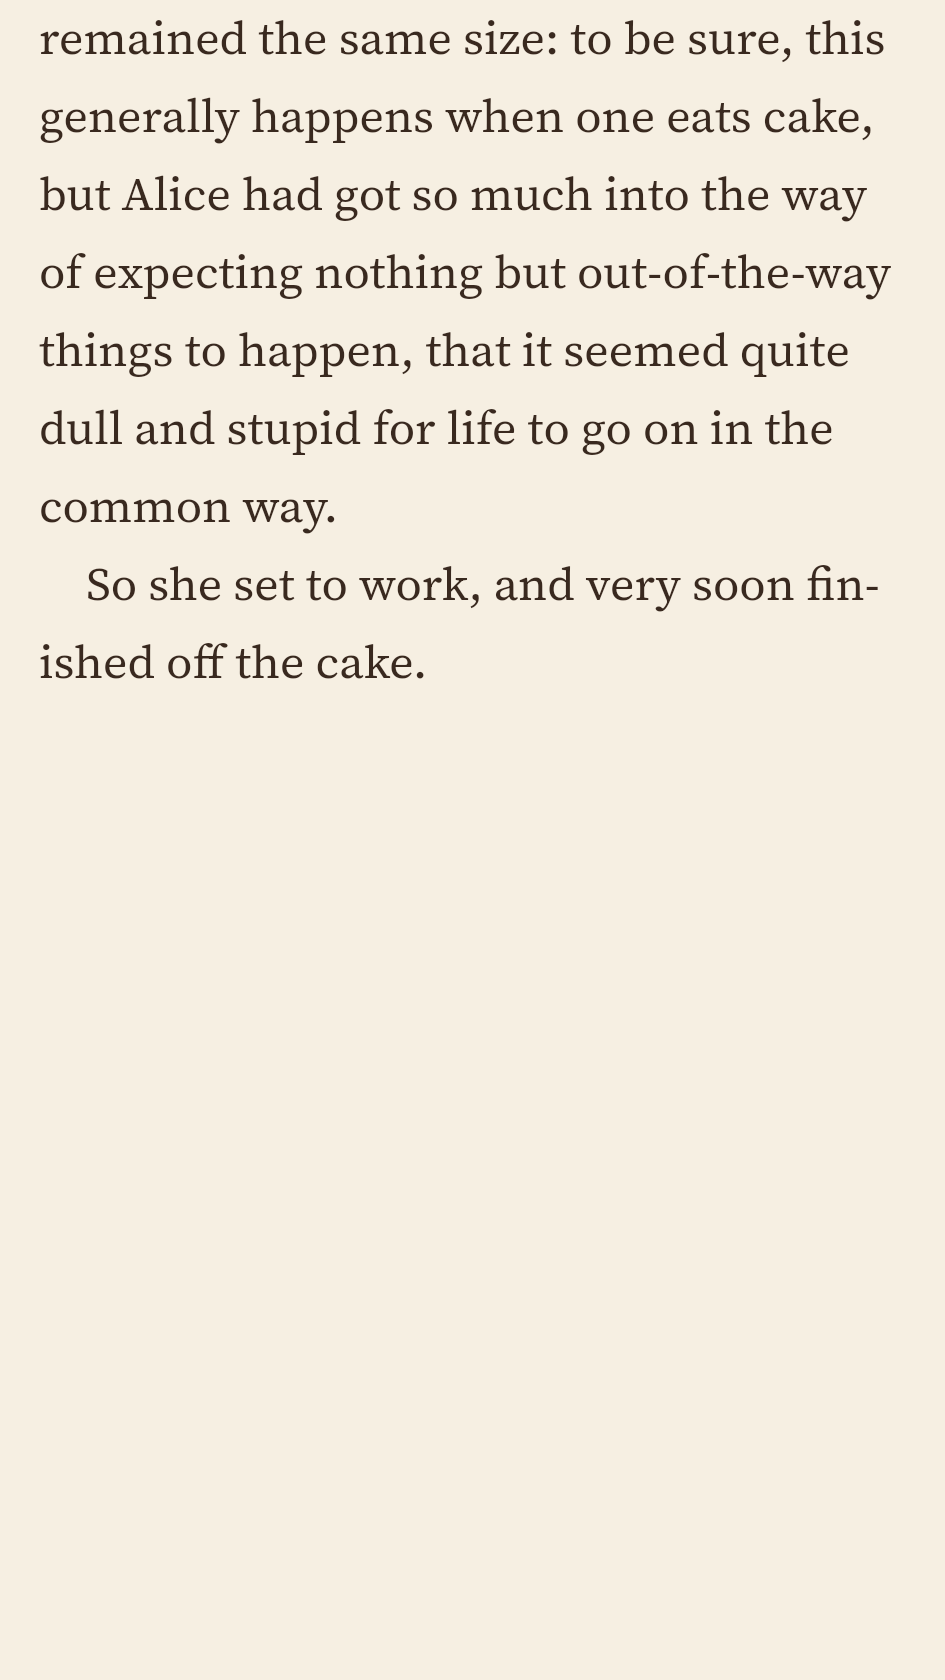 remained the same size: to be sure, this
generally happens when one eats cake,
but Alice had got so much into the way
of expecting nothing but out-of-the-way
things to happen, that it seemed quite
dull and stupid for life to go on in the
common way.
So she set to work, and very soon fin-
ished off the cake.